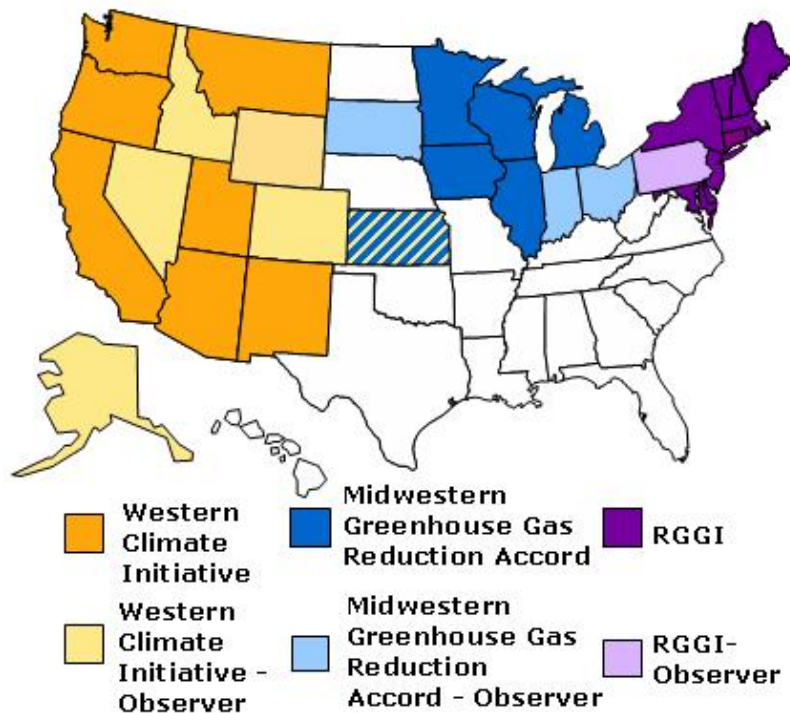 Western
Climate
Initiative
Midwestern
Greenhouse Gas
Reduction Accord
RGGI
Western
Climate
Initiative -
Observer
Midwestern
Greenhouse Gas
Reduction
Accord - Observer
RGGI-
Observer